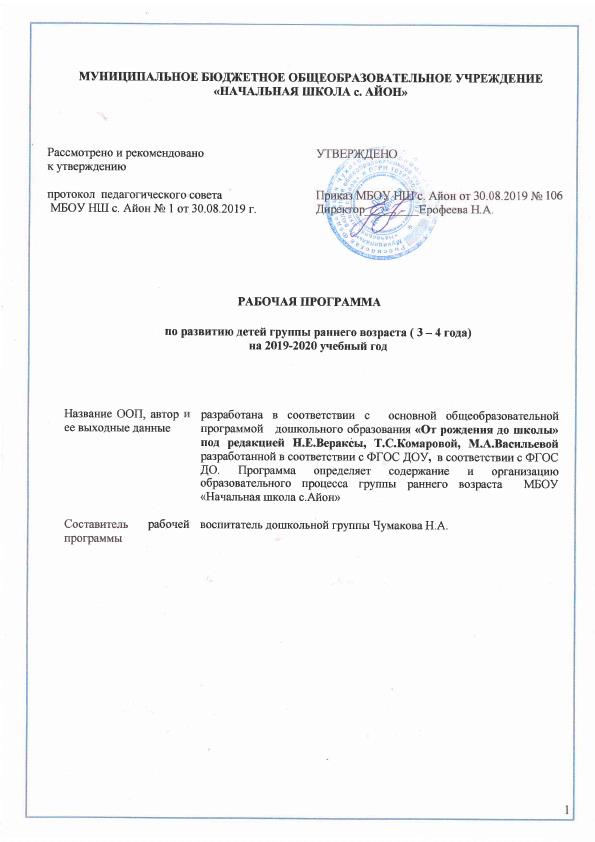 МУНИЦИПАЛЬНОЕ БЮДЖЕТНОЕ ОБЩЕОБРАЗОВАТЕЛЬНОЕ УЧРЕЖДЕНИЕ
«НАЧАЛЬНАЯ ШКОЛА с. АЙОН»
Рассмотрено и рекомендовано
к утверждению
протокол педагогического совета
МБОУ НШ с. Айон № 1 от 30.08.2019 г.
УТВЕРЖДЕНО
Приказ МБОУ НШ с. Айон от 30.08.2019 № 106
Директор Ерофеева Н.А.
РАБОЧАЯ ПРОГРАММА
по развитию детей группы раннего возраста ( 3 – 4 года)
на 2019-2020 учебный год
Название ООП, автор и
ее выходные данные
разработана в соответствии с основной общеобразовательной
программой дошкольного образования «От рождения до школы»
под редакцией Н.Е.Вераксы, Т.С.Комаровой, М.А.Васильевой
разработанной в соответствии с ФГОС ДОУ, в соответствии с ФГОС
ДО. Программа определяет содержание и организацию
образовательного процесса группы раннего возраста МБОУ
«Начальная школа с.Айон»
Составитель рабочей
программы
воспитатель дошкольной группы Чумакова Н.А.
1